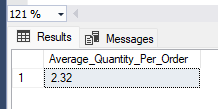 121 %
Results Messages
Average_Quantity_Per_Order
1 2.32